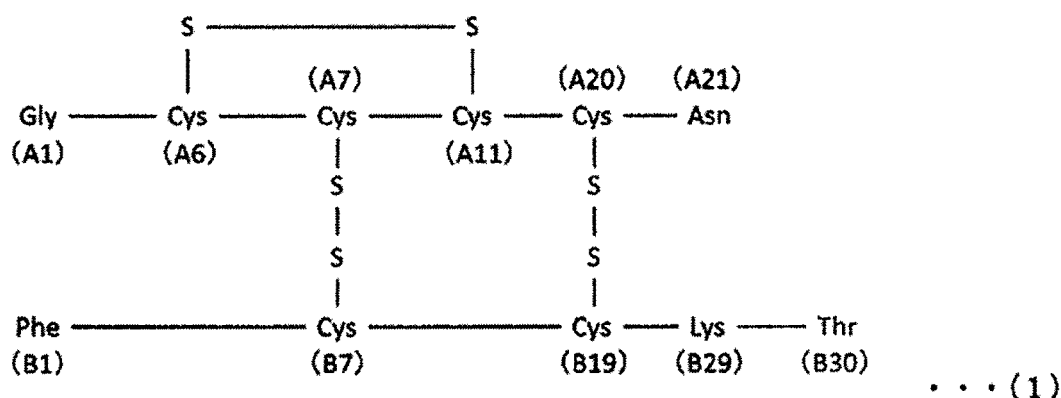 S S
(A7) (A20) (A21)
Gly Cys Cys Cys Cys Asn
(A1) (A6) (A11)
S S
S S
Phe Cys Cys Lys Thr
(B1) (B7) (B19) (B29) (B30)
・・・(1)